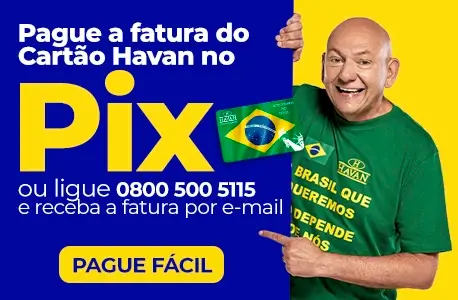 Pague a fatura do
Cartão Havan no
Pix
ou ligue 0800 500 5115
e receba a fatura por e-mail
PAGUE FÁCIL
HAVAN
H
HAVAN
O BRASIL QUE
QUEREMOS
DEPENDE
DE NÓS